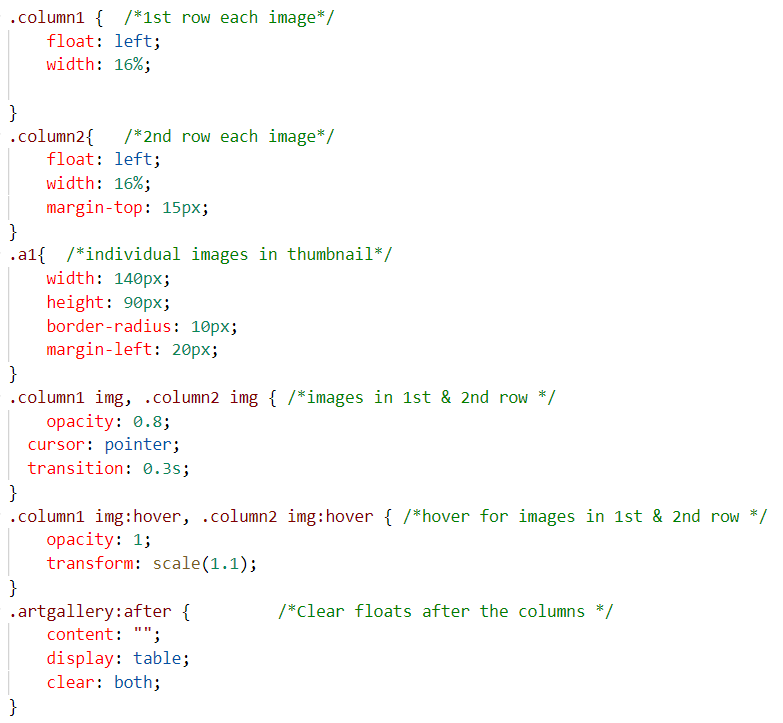 .column1 {  /*1st row each image*/
    float: left;
    width: 16%;

}
.column2{   /*2nd row each image*/
    float: left;
    width: 16%;
    margin-top: 15px;
}
.a1{  /*individual images in thumbnail*/
    width: 140px;
    height: 90px;
    border-radius: 10px;
    margin-left: 20px;
}
.column1 img, .column2 img { /*images in 1st & 2nd row */
    opacity: 0.8;
  cursor: pointer;
  transition: 0.3s;
}
.column1 img:hover, .column2 img:hover { /*hover for images in 1st & 2nd row */
    opacity: 1;
    transform: scale(1.1);
}
.artgallery:after {         /*Clear floats after the columns */
    content: "";
    display: table;
    clear: both;
}